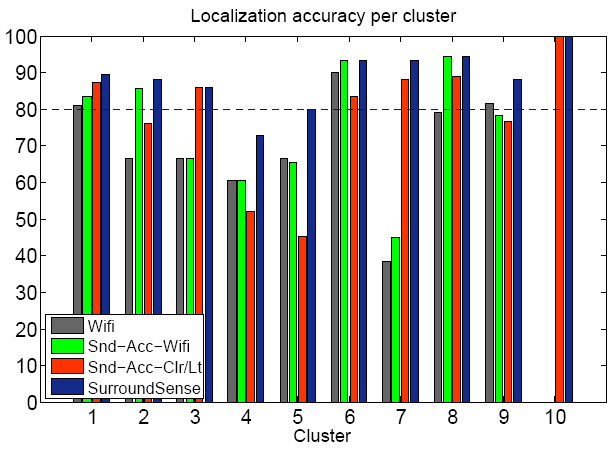 Localization accuracy per cluster
100
90
80
70
60
50
40
30
20
10
0
Wifi
Snd-Acc-Wifi
Snd-Acc-Clr/Lt
SurroundSense
1 2 3 4 5 6 7 8 9 10
Cluster